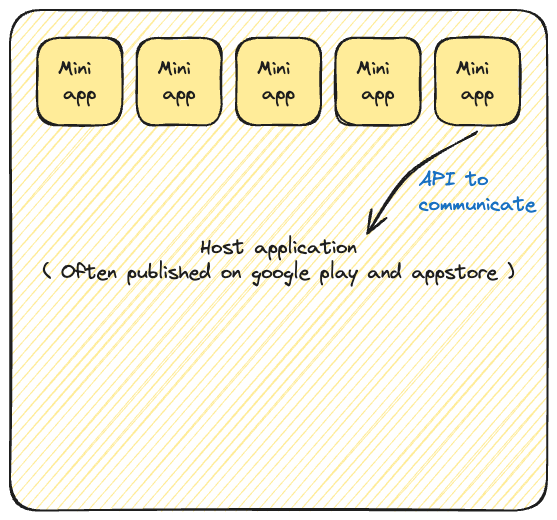 Mini Mini Mini Mini Mini
app app app app app
API to
communicate
Host application
( Often published on google play and appstore )